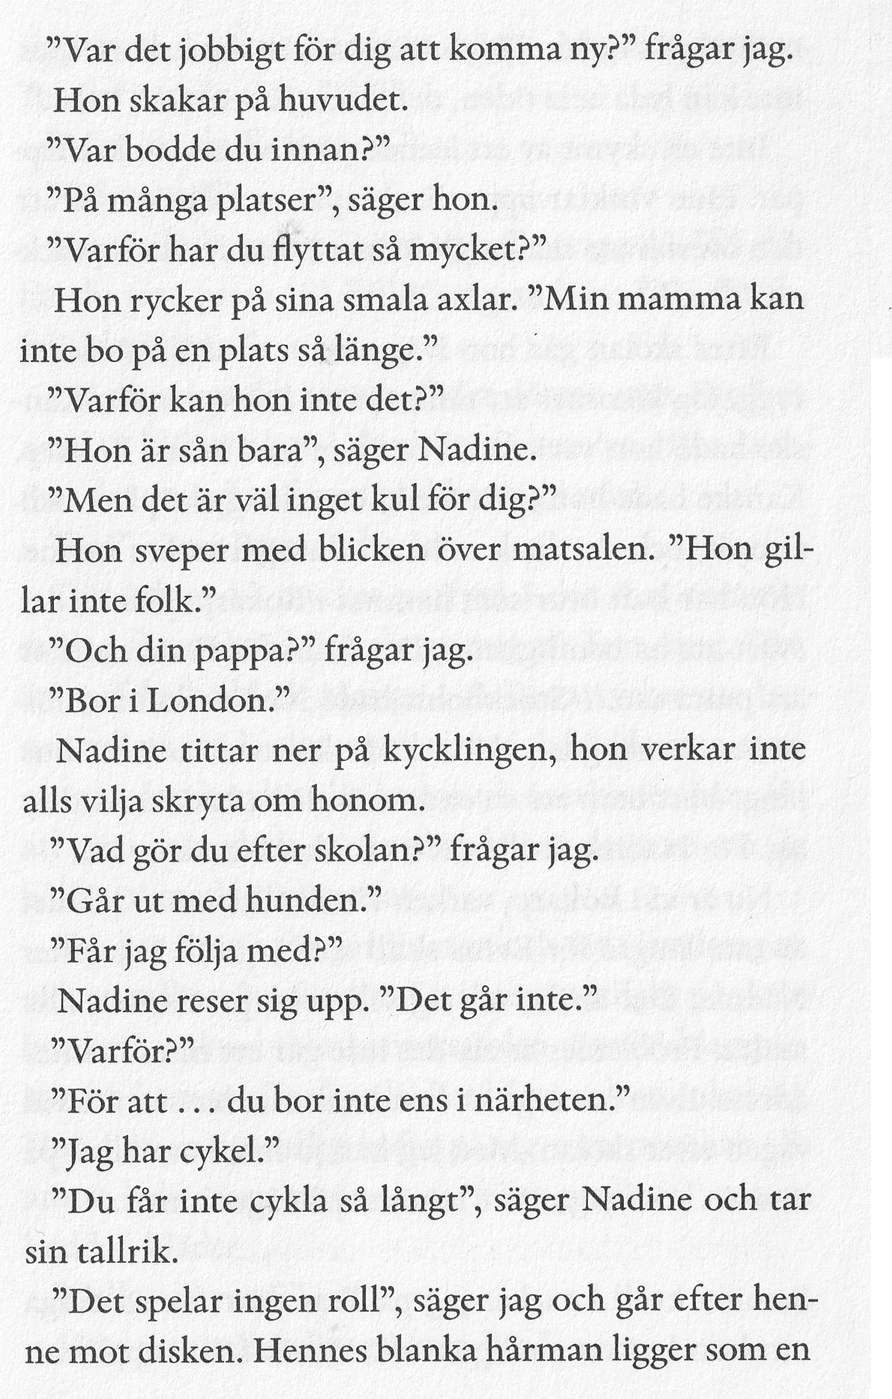 ”Var det jobbigt för dig att komma ny?” frågar jag.
Hon skakar på huvudet.
”Var bodde du innan?”
”På många platser”, säger hon.
”Varför har du flyttat så mycket?”
Hon rycker på sina smala axlar. ”Min mamma kan
inte bo på en plats så länge.”
”Varför kan hon inte det?”
”Hon är sån bara”, säger Nadine.
”Men det är väl inget kul för dig?”
Hon sveper med blicken över matsalen. ”Hon gil-
lar inte folk.”
”Och din pappa?” frågar jag.
”Bor i London.”
Nadine tittar ner på kycklingen, hon verkar inte
alls vilja skryta om honom.
”Vad gör du efter skolan?” frågar jag.
”Går ut med hunden.”
”Får jag följa med?”
Nadine reser sig upp. ”Det går inte.”
”Varför?”
”För att … du bor inte ens i närheten.”
”Jag har cykel.”
”Du får inte cykla så långt”, säger Nadine och tar
sin tallrik.
”Det spelar ingen roll”, säger jag och går efter hen-
ne mot disken. Hennes blanka hårman ligger som en